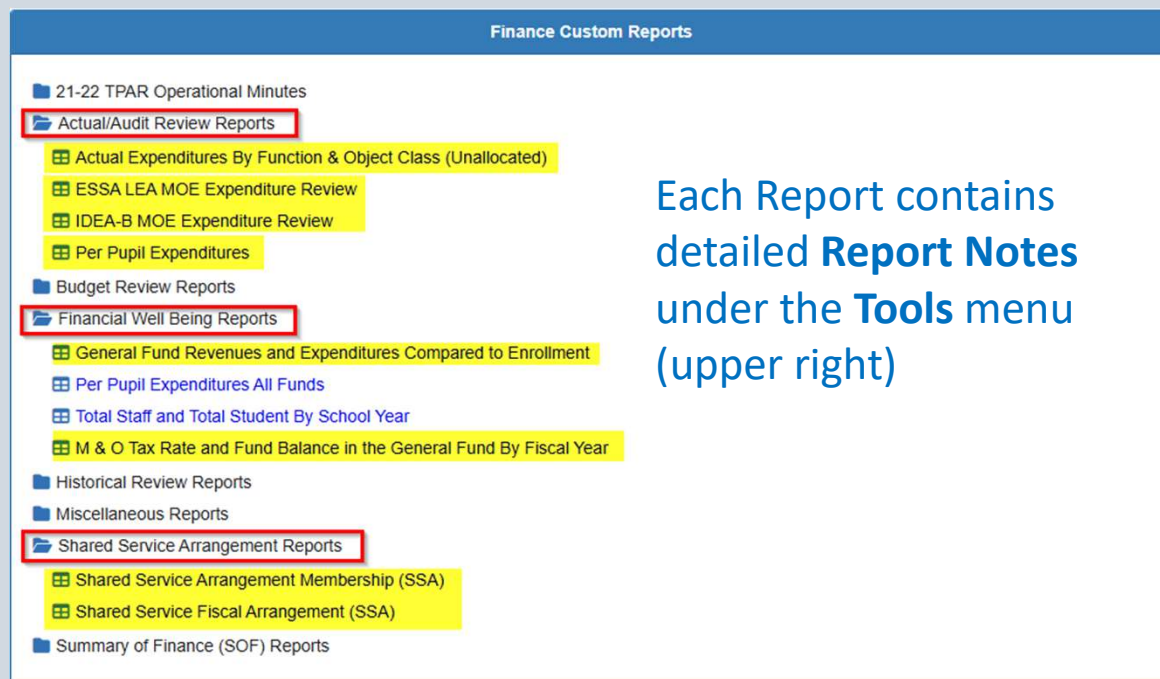 Finance Custom Reports
21-22 TPAR Operational Minutes
Actual/Audit Review Reports
Actual Expenditures By Function & Object Class (Unallocated)
ESSA LEA MOE Expenditure Review
IDEA-B MOE Expenditure Review
Per Pupil Expenditures
Budget Review Reports
Financial Well Being Reports
General Fund Revenues and Expenditures Compared to Enrollment
Per Pupil Expenditures All Funds
Total Staff and Total Student By School Year
M & O Tax Rate and Fund Balance in the General Fund By Fiscal Year
Historical Review Reports
Miscellaneous Reports
Shared Service Arrangement Reports
Shared Service Arrangement Membership (SSA)
Shared Service Fiscal Arrangement (SSA)
Summary of Finance (SOF) Reports
Each Report contains
detailed Report Notes
under the Tools menu
(upper right)